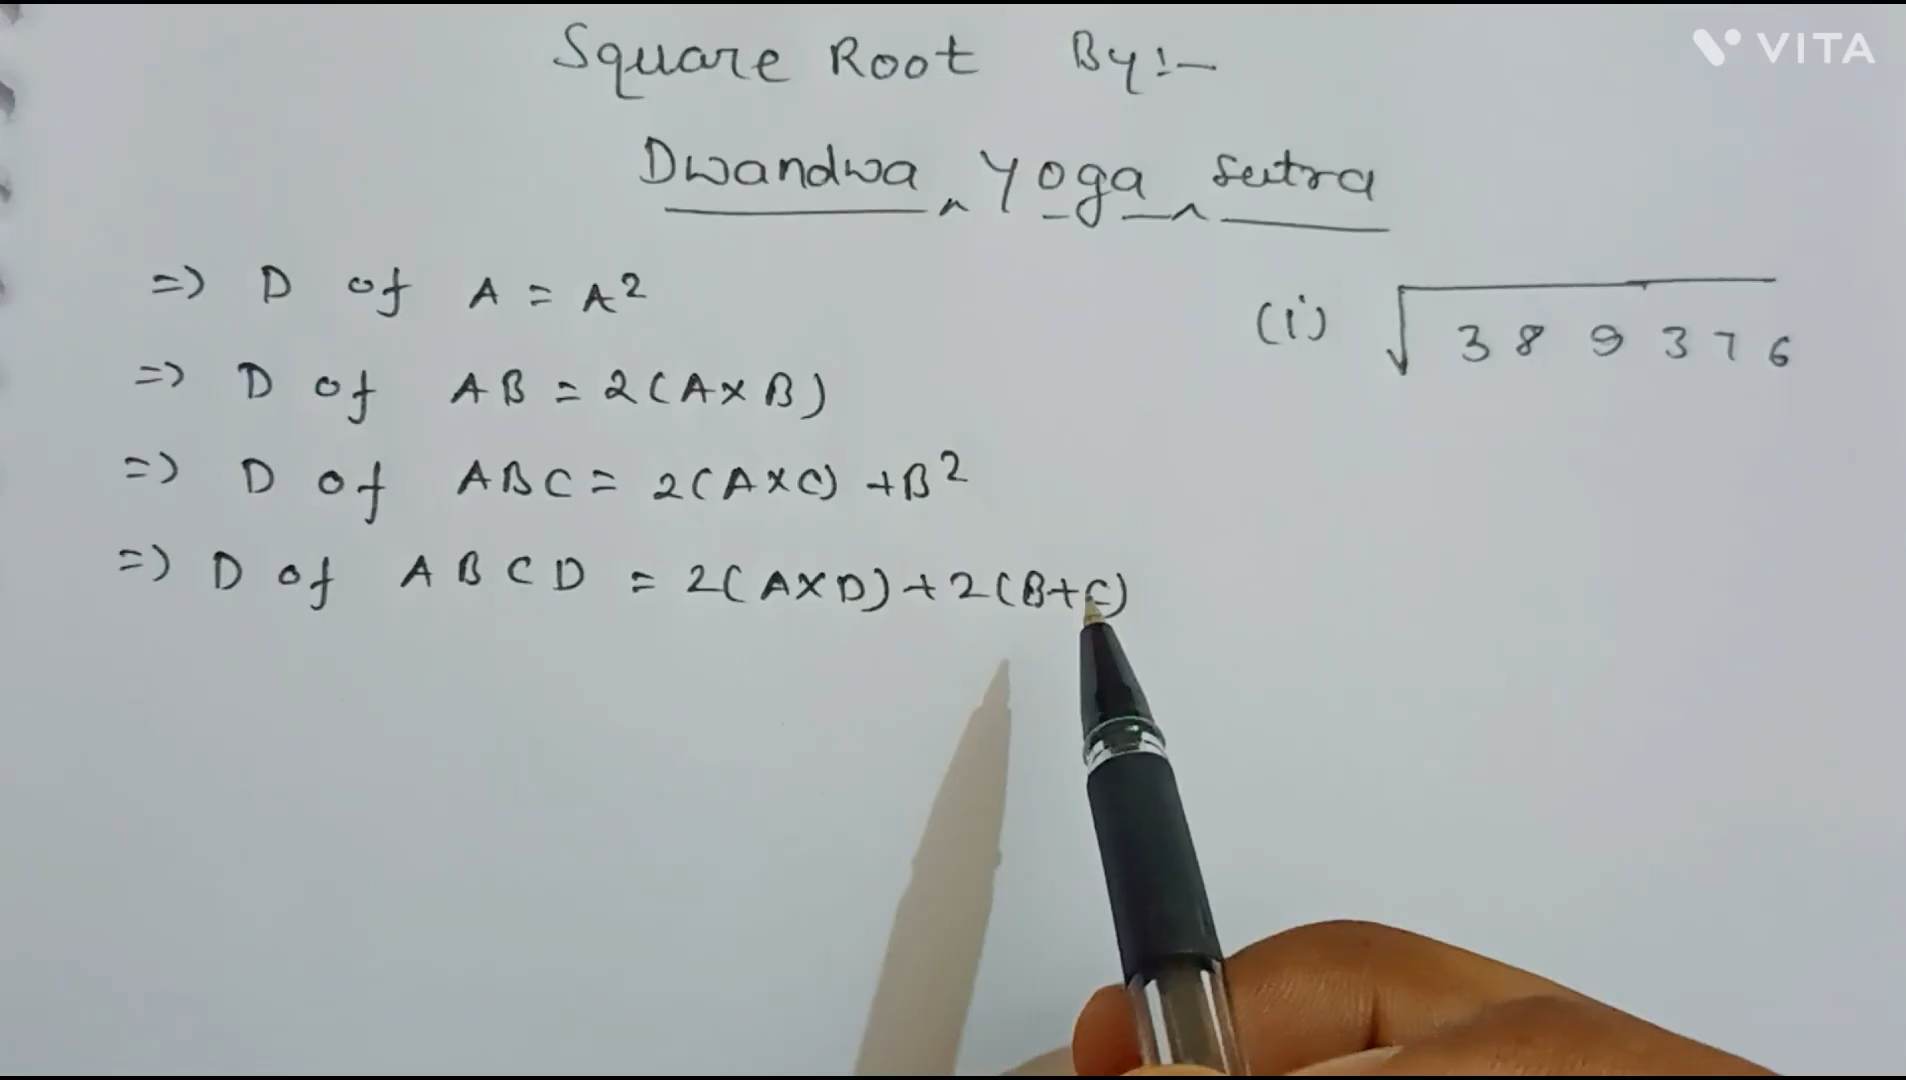 Square Root By:-
VITA
Dwandwa Yoga Sutra
=) D of A = A²
(i) √389376
=) D of AB = 2(A×B)
=) D of ABC = 2(A×C) +B²
=) D of ABCD = 2(A×D)+2(B+C)